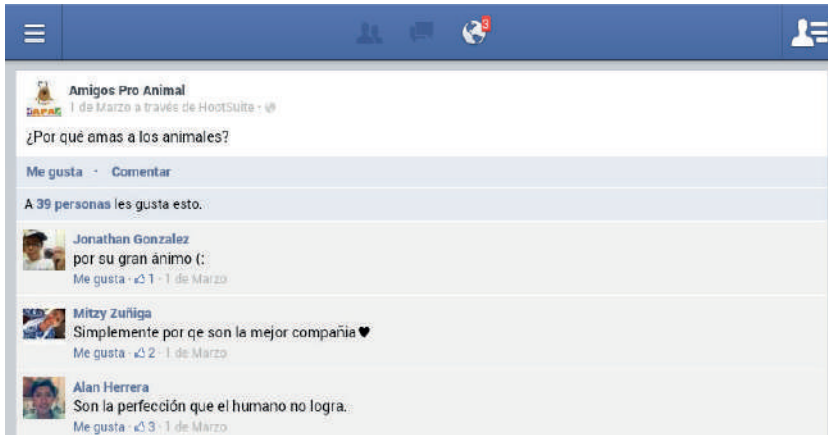 3
Amigos Pro Animal
APAE
1 de Marzo a través de HootSuite ·
¿Por qué amas a los animales?
Me gusta · Comentar
A 39 personas les gusta esto.
Jonathan Gonzalez
por su gran ánimo (:
Me gusta · 1 · 1 de Marzo
Mitzy Zuñiga
Simplemente por qe son la mejor compañia♥
Me gusta · 2 · 1 de Marzo
Alan Herrera
Son la perfección que el humano no logra.
Me gusta · 3 · 1 de Marzo